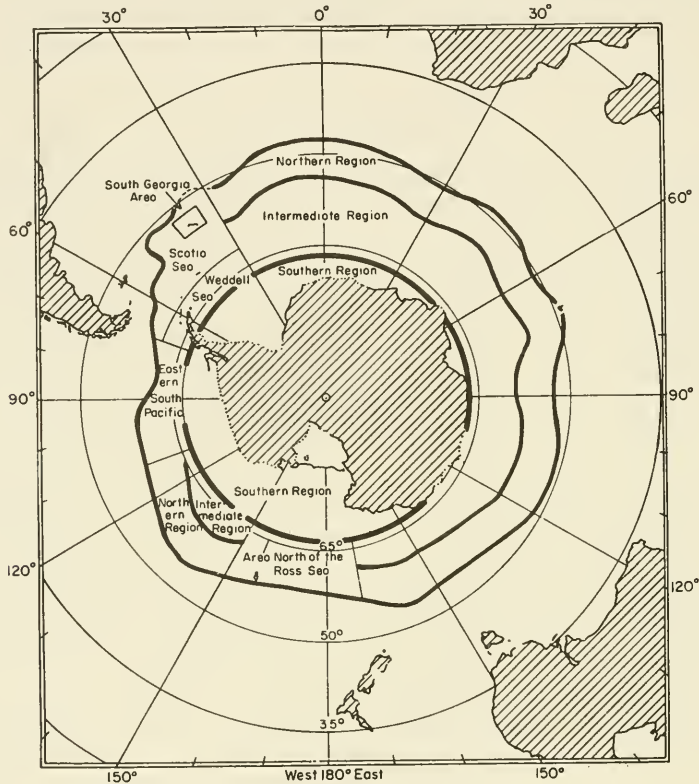 30° 0° 30°
Northern Region
South Georgia
Area
60°
60°
Intermediate Region
Scotia
Sea
Weddell
Sea
Southern Region
East
ern
South
Pacific
90°
90°
Southern Region
North
ern
Region
Inter
mediate
Region
65°
Area North of the
Ross Sea
120°
120°
50°
35°
150° West 180° East 150°